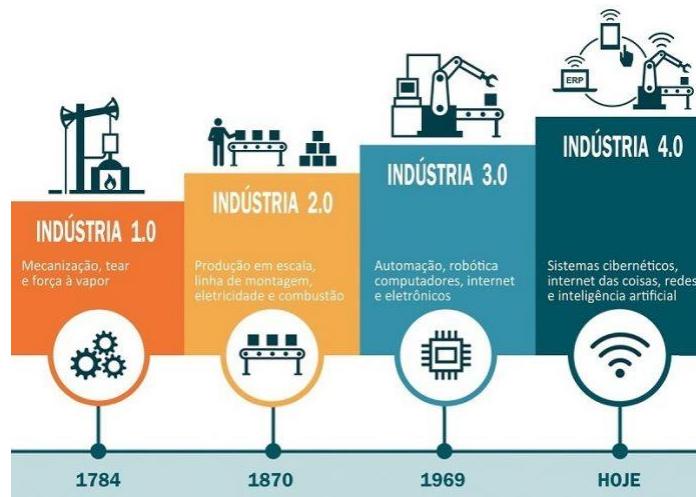 ERP
INDÚSTRIA 1.0
Mecanização, tear
e força à vapor
INDÚSTRIA 2.0
Produção em escala,
linha de montagem,
eletricidade e combustão
INDÚSTRIA 3.0
Automação, robótica
computadores, internet
e eletrônicos
INDÚSTRIA 4.0
Sistemas cibernéticos,
internet das coisas, redes
e inteligência artificial
1784
1870
1969
HOJE